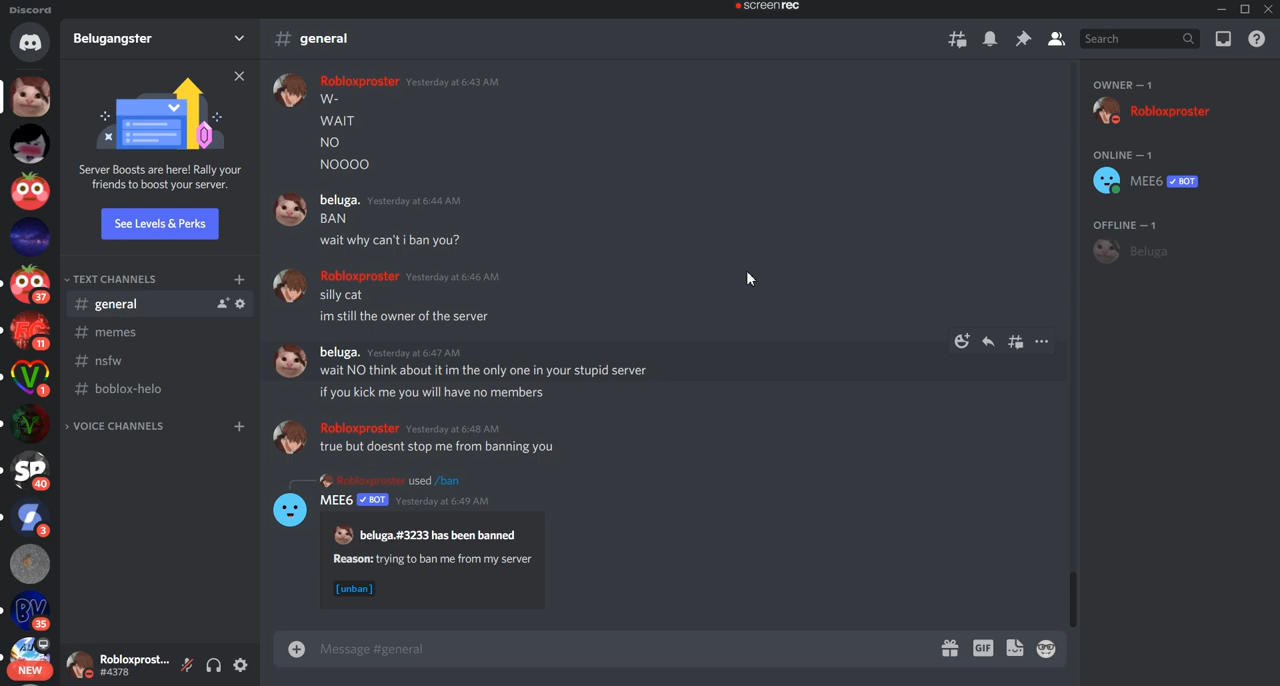 Discord
screenrec
Belugangster
# general
Search
Server Boosts are here! Rally your
friends to boost your server.
See Levels & Perks
TEXT CHANNELS
# general
# memes
# nsfw
# boblox-helo
VOICE CHANNELS
37
11
1
40
3
35
NEW
Robloxprost...
#4378
Robloxproster Yesterday at 6:43 AM
W-
WAIT
NO
NOOOO
beluga. Yesterday at 6:44 AM
BAN
wait why can't i ban you?
Robloxproster Yesterday at 6:46 AM
silly cat
im still the owner of the server
beluga. Yesterday at 6:47 AM
wait NO think about it im the only one in your stupid server
if you kick me you will have no members
Robloxproster Yesterday at 6:48 AM
true but doesnt stop me from banning you
Robloxproster used /ban
MEE6 ✓ BOT Yesterday at 6:49 AM
beluga.#3233 has been banned
Reason: trying to ban me from my server
[unban]
Message #general
GIF
OWNER — 1
Robloxproster
ONLINE — 1
MEE6 ✓ BOT
OFFLINE — 1
Beluga